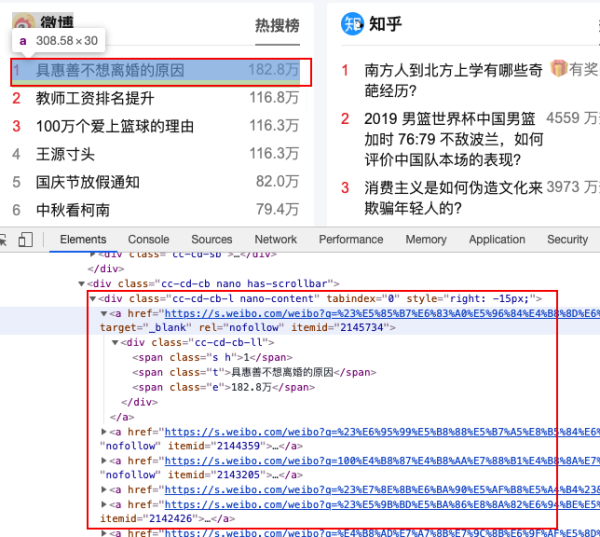 微博
热搜榜
a 308.58 × 30
1 具惠善不想离婚的原因 182.8万
2 教师工资排名提升 116.8万
3 100万个爱上篮球的理由 116.3万
4 王源寸头 116.3万
5 国庆节放假通知 82.0万
6 中秋看柯南 79.4万
知乎
1 南方人到北方上学有哪些奇葩经历? 有奖
2 2019 男篮世界杯中国男篮 4559 万
加时 76:79 不敌波兰，如何
评价中国队本场的表现?
3 消费主义是如何伪造文化来 3973 万
欺骗年轻人的?
Elements Console Sources Network Performance Memory Application Security
▶<div class="cc-cd-sb">…</div>
</div>
▼<div class="cc-cd-cb nano has-scrollbar">
▼<div class="cc-cd-cb-l nano-content" tabindex="0" style="right: -15px;">
▼<a href="https://s.weibo.com/weibo?q=%23%E5%85%B7%E6%83%A0%E5%96%84%E4%B8%8D%E6%
target="_blank" rel="nofollow" itemid="2145734">
▼<div class="cc-cd-cb-ll">
<span class="s h">1</span>
<span class="t">具惠善不想离婚的原因</span>
<span class="e">182.8万</span>
</div>
</a>
▶<a href="https://s.weibo.com/weibo?q=%23%E6%95%99%E5%B8%88%E5%B7%A5%E8%B5%84%E6
"nofollow" itemid="2144359">…</a>
▶<a href="https://s.weibo.com/weibo?q=100%E4%B8%87%E4%B8%AA%E7%88%B1%E4%B8%8A%E7%
"nofollow" itemid="2143205">…</a>
▶<a href="https://s.weibo.com/weibo?q=%23%E7%8E%8B%E6%BA%90%E5%AF%B8%E5%A4%B4%23&
▶<a href="https://s.weibo.com/weibo?q=%23%E5%9B%BD%E5%BA%86%E8%8A%82%E6%94%BE%E5%
itemid="2142426">…</a>
▶<a href="https://s.weibo.com/weibo?q=%E4%B8%AD%E7%A7%8B%E7%9C%8B%E6%9F%AF%E5%8D%